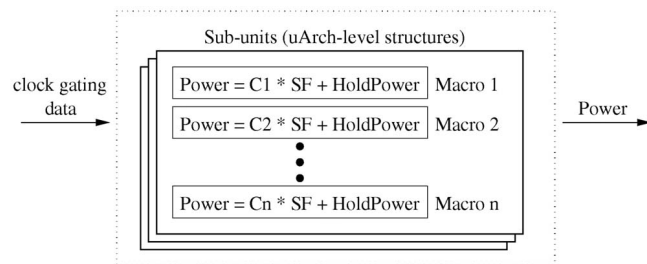 Sub-units (uArch-level structures)
clock gating
data
Power = C1 * SF + HoldPower Macro 1
Power = C2 * SF + HoldPower Macro 2
Power = Cn * SF + HoldPower Macro n
Power